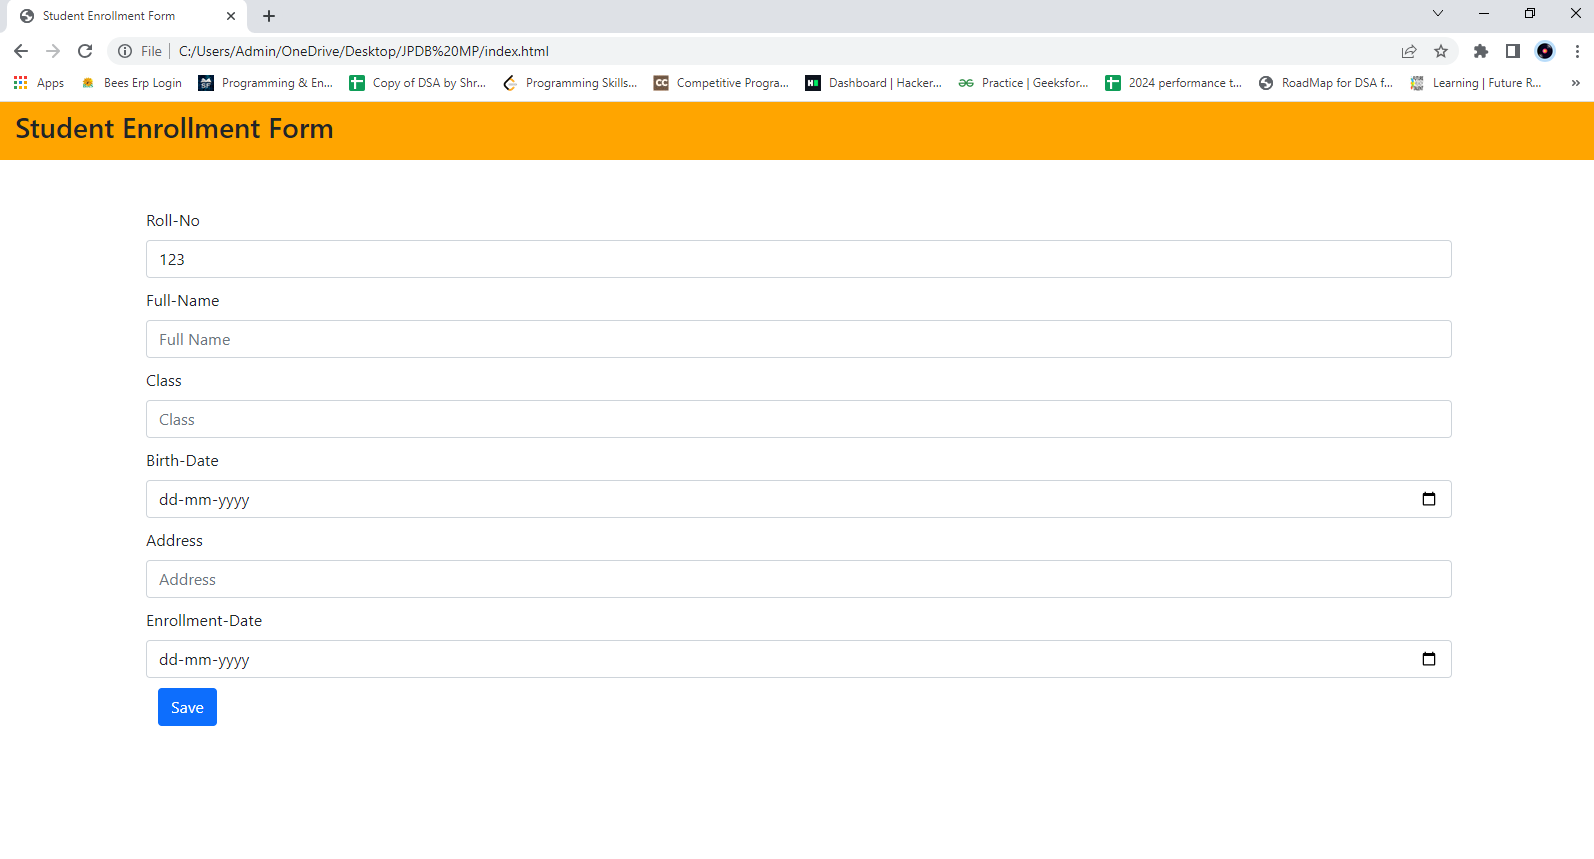 Student Enrollment Form
File C:/Users/Admin/OneDrive/Desktop/JPDB%20MP/index.html
Apps Bees Erp Login Programming & En... Copy of DSA by Shr... Programming Skills... Competitive Progra... Dashboard | Hacker... Practice | Geeksfor... 2024 performance t... RoadMap for DSA f... Learning | Future R... »
Student Enrollment Form
Roll-No
123
Full-Name
Full Name
Class
Class
Birth-Date
dd-mm-yyyy
Address
Address
Enrollment-Date
dd-mm-yyyy
Save